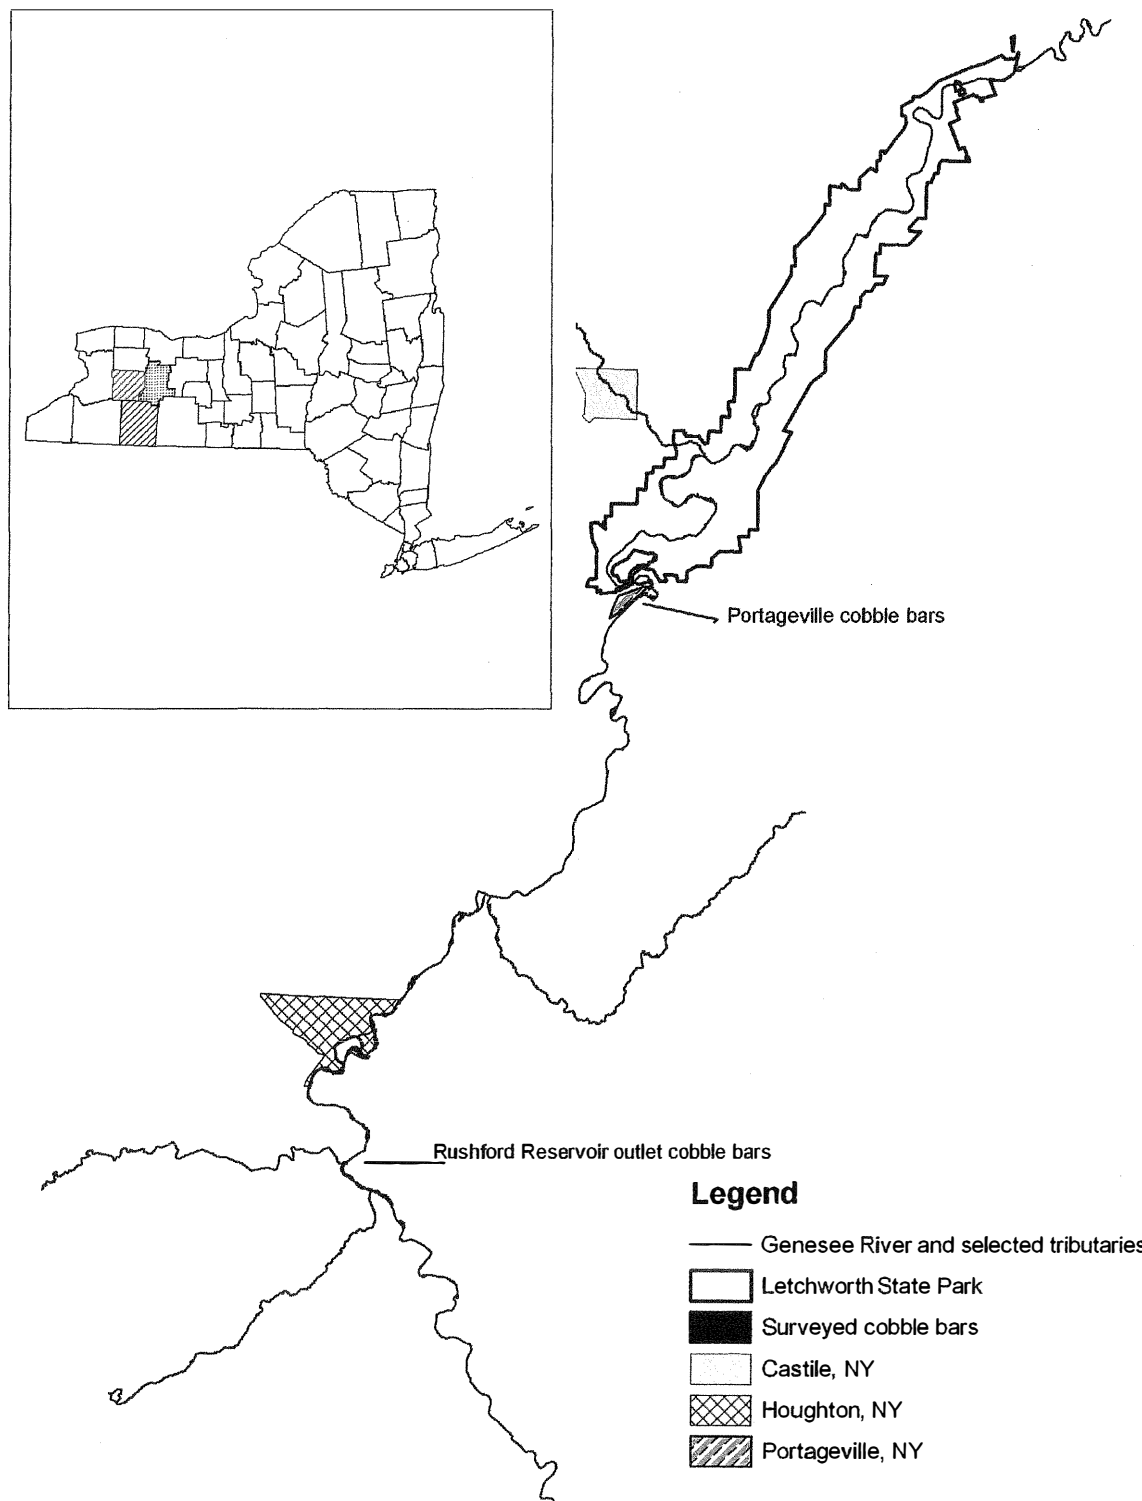 Portageville cobble bars
Rushford Reservoir outlet cobble bars
Legend
Genesee River and selected tributaries
Letchworth State Park
Surveyed cobble bars
Castile, NY
Houghton, NY
Portageville, NY